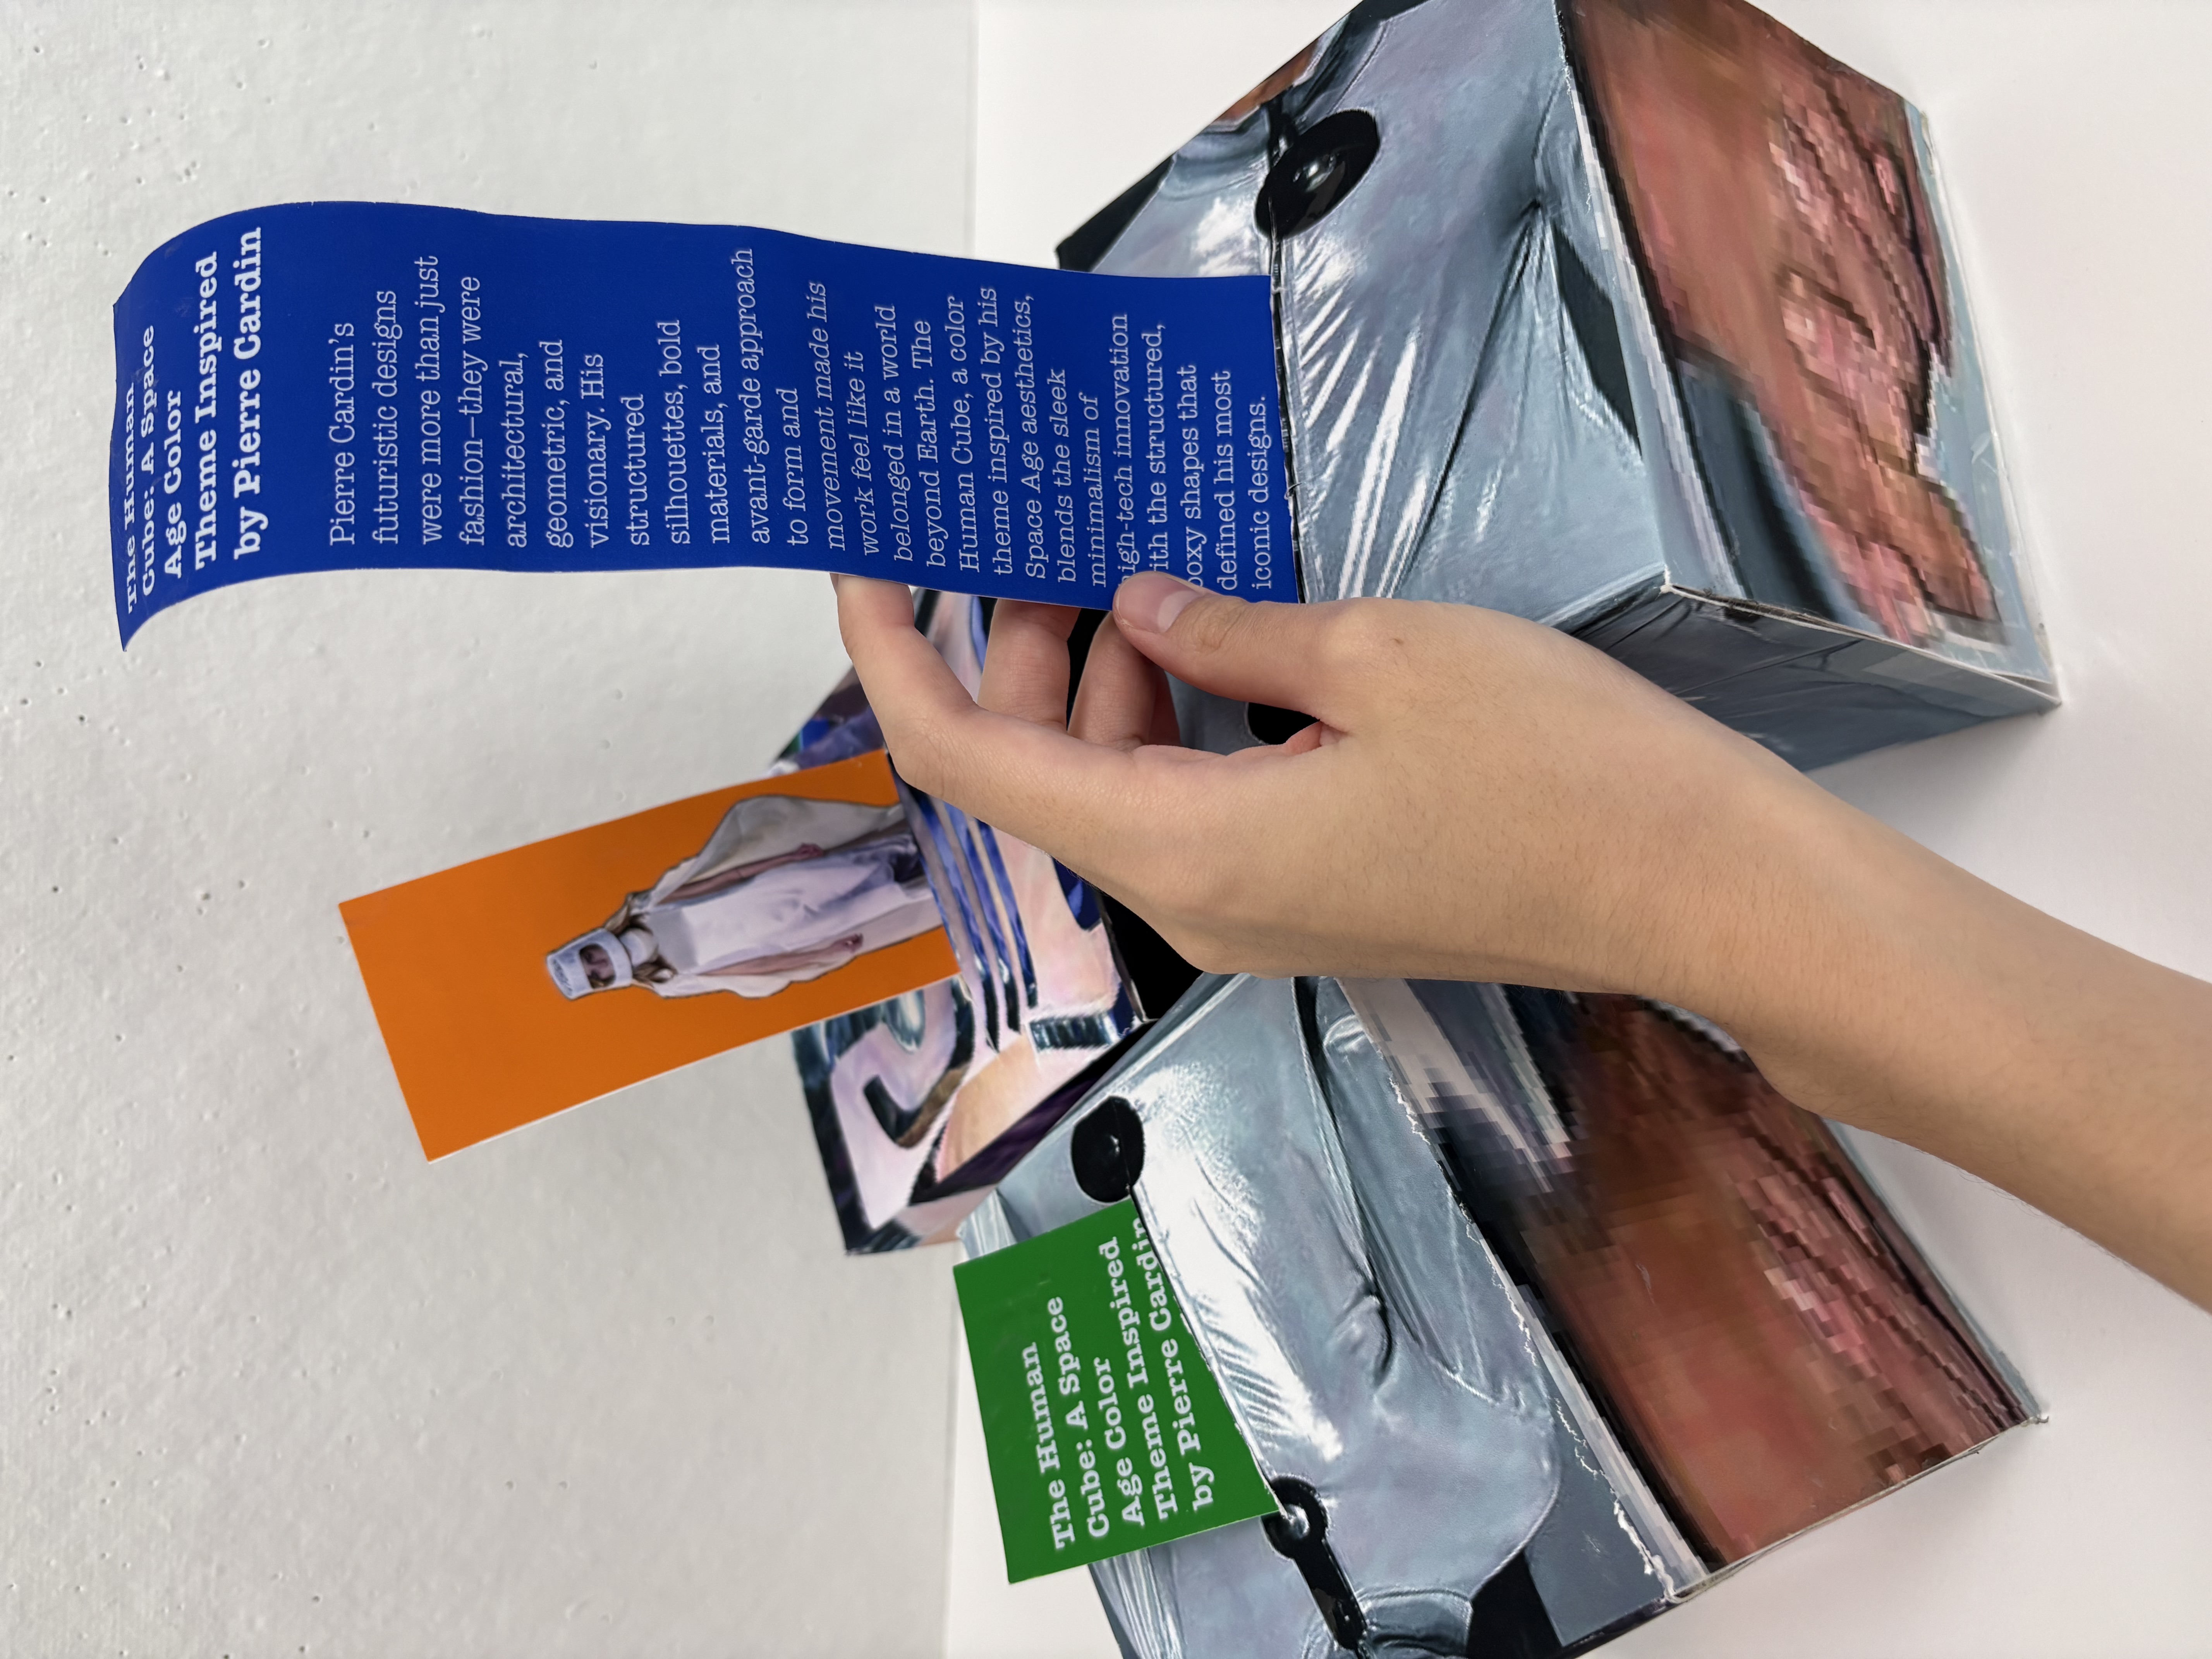 The Human
Cube: A Space
Age Color
Theme Inspired
by Pierre Cardin
Pierre Cardin's
futuristic designs
were more than just
fashion—they were
architectural,
geometric, and
visionary. His
structured
silhouettes, bold
materials, and
avant-garde approach
to form and
movement made his
work feel like it
belonged in a world
beyond Earth. The
Human Cube, a color
theme inspired by his
Space Age aesthetics,
blends the sleek
minimalism of
high-tech innovation
with the structured,
boxy shapes that
defined his most
iconic designs.
The Human
Cube: A Space
Age Color
Theme Inspired
by Pierre Cardin